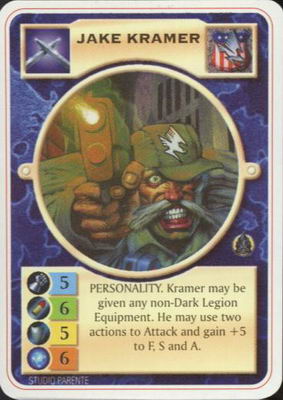 JAKE KRAMER
5
6
5
6
PERSONALITY. Kramer may be
given any non-Dark Legion
Equipment. He may use two
actions to Attack and gain +5
to F, S and A.
STUDIO PARENTE